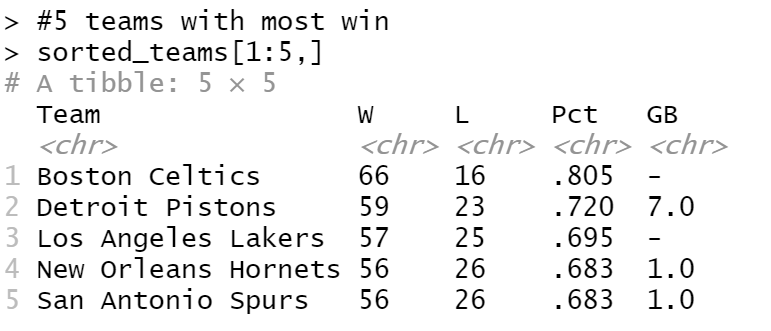 > #5 teams with most win
> sorted_teams[1:5,]
# A tibble: 5 × 5
  Team                W     L     Pct   GB
  <chr>               <chr> <chr> <chr> <chr>
1 Boston Celtics      66    16    .805  -
2 Detroit Pistons     59    23    .720  7.0
3 Los Angeles Lakers  57    25    .695  -
4 New Orleans Hornets 56    26    .683  1.0
5 San Antonio Spurs   56    26    .683  1.0